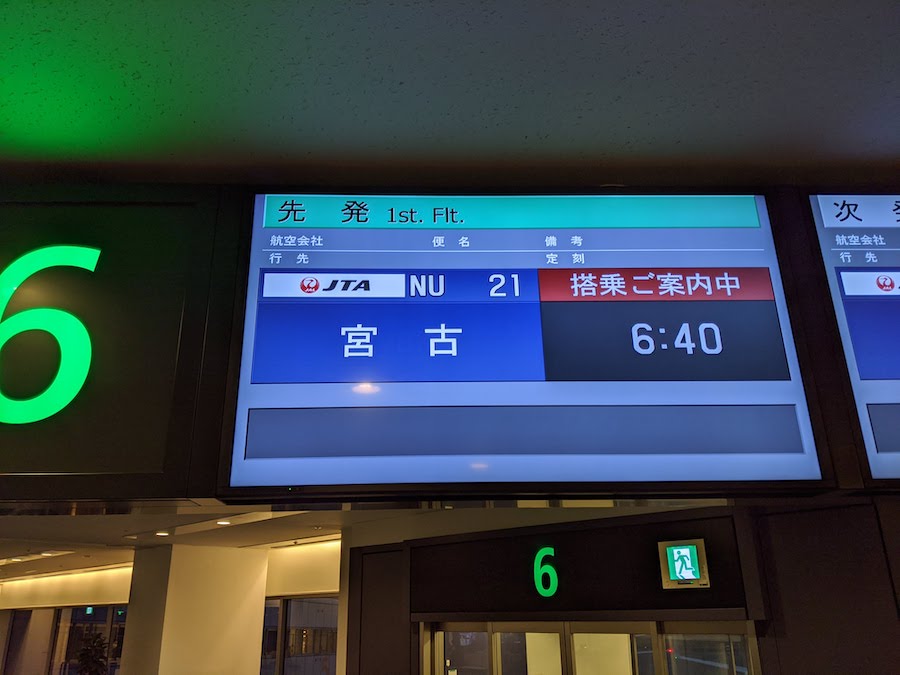 先 発 1st. Flt.
航空会社 便 名 備 考
行 先 定 刻
JTA NU 21 搭乗ご案内中
宮 古 6:40
次
航空会社
行 先
6
6